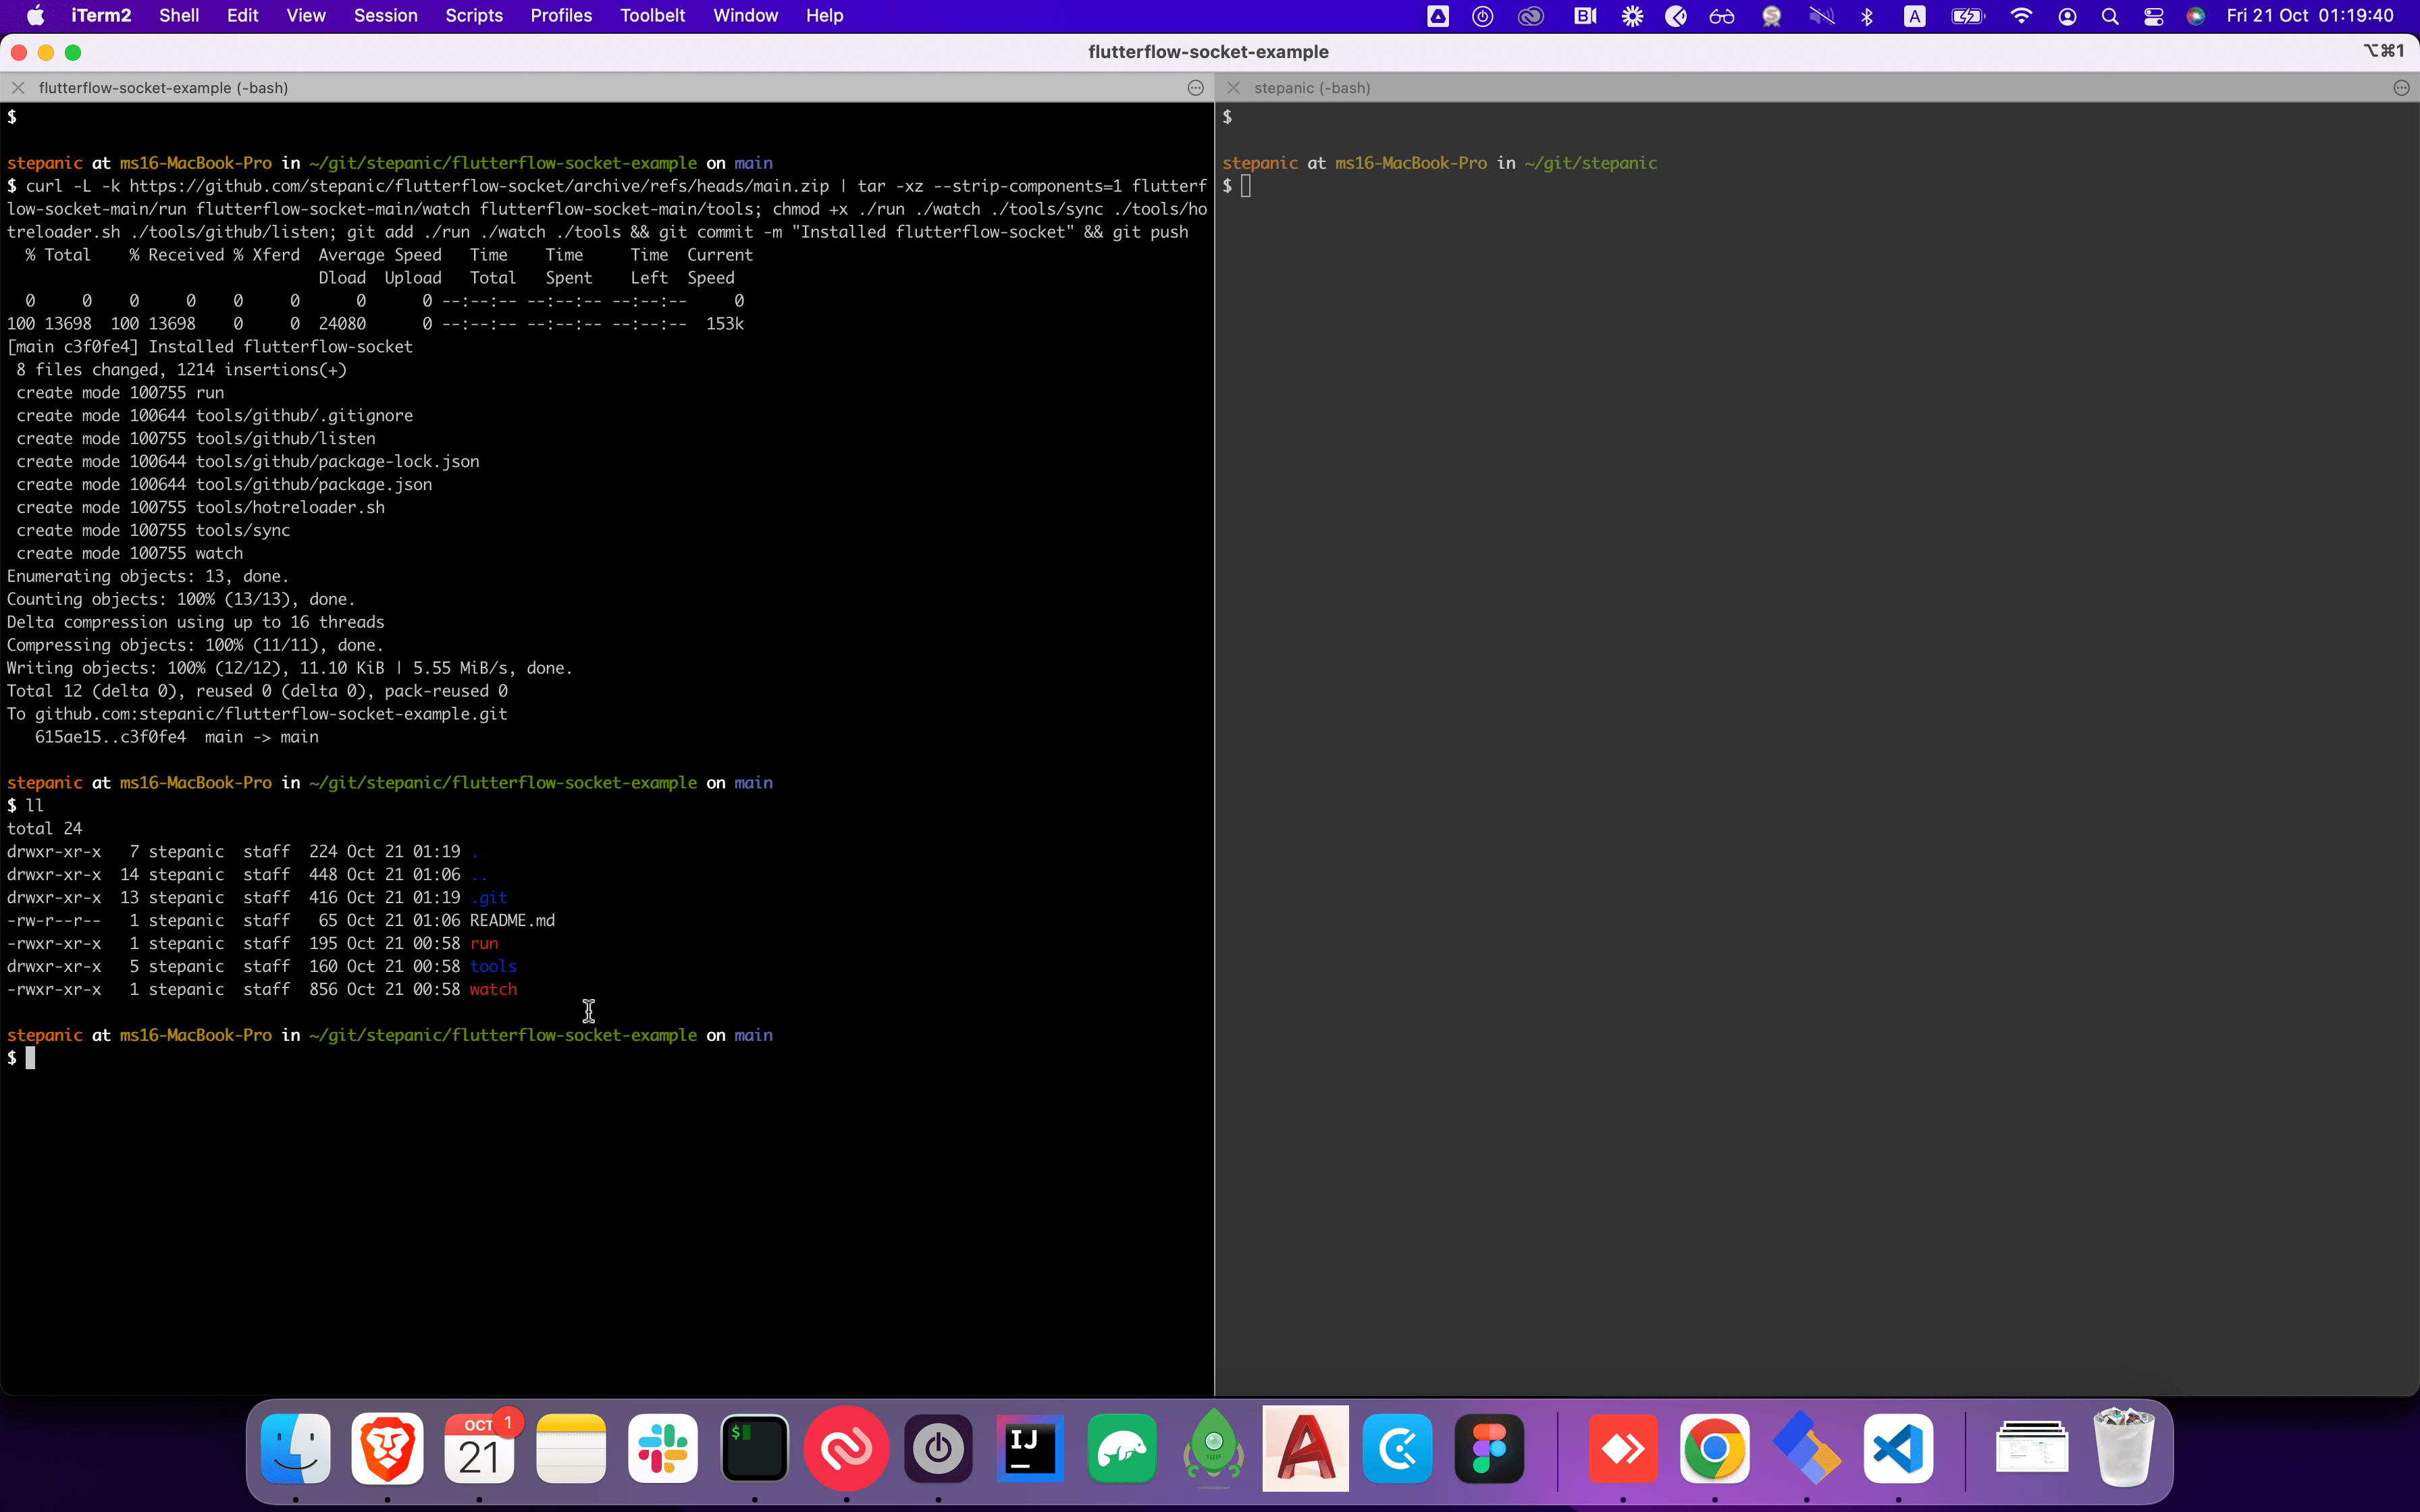 iTerm2 Shell Edit View Session Scripts Profiles Toolbelt Window Help Fri 21 Oct 01:19:40
flutterflow-socket-example ⌥⌘1
flutterflow-socket-example (-bash)
$
stepanic at ms16-MacBook-Pro in ~/git/stepanic/flutterflow-socket-example on main
$ curl -L -k https://github.com/stepanic/flutterflow-socket/archive/refs/heads/main.zip | tar -xz --strip-components=1 flutterf
low-socket-main/run flutterflow-socket-main/watch flutterflow-socket-main/tools; chmod +x ./run ./watch ./tools/sync ./tools/ho
treloader.sh ./tools/github/listen; git add ./run ./watch ./tools && git commit -m "Installed flutterflow-socket" && git push
  % Total    % Received % Xferd  Average Speed   Time    Time     Time  Current
                                 Dload  Upload   Total   Spent    Left  Speed
  0     0    0     0    0     0      0      0 --:--:-- --:--:-- --:--:--     0
100 13698  100 13698    0     0  24080      0 --:--:-- --:--:-- --:--:--  153k
[main c3f0fe4] Installed flutterflow-socket
 8 files changed, 1214 insertions(+)
 create mode 100755 run
 create mode 100644 tools/github/.gitignore
 create mode 100755 tools/github/listen
 create mode 100644 tools/github/package-lock.json
 create mode 100644 tools/github/package.json
 create mode 100755 tools/hotreloader.sh
 create mode 100755 tools/sync
 create mode 100755 watch
Enumerating objects: 13, done.
Counting objects: 100% (13/13), done.
Delta compression using up to 16 threads
Compressing objects: 100% (11/11), done.
Writing objects: 100% (12/12), 11.10 KiB | 5.55 MiB/s, done.
Total 12 (delta 0), reused 0 (delta 0), pack-reused 0
To github.com:stepanic/flutterflow-socket-example.git
   615ae15..c3f0fe4  main -> main
stepanic at ms16-MacBook-Pro in ~/git/stepanic/flutterflow-socket-example on main
$ ll
total 24
drwxr-xr-x   7 stepanic  staff  224 Oct 21 01:19 .
drwxr-xr-x  14 stepanic  staff  448 Oct 21 01:06 ..
drwxr-xr-x  13 stepanic  staff  416 Oct 21 01:19 .git
-rw-r--r--   1 stepanic  staff   65 Oct 21 01:06 README.md
-rwxr-xr-x   1 stepanic  staff  195 Oct 21 00:58 run
drwxr-xr-x   5 stepanic  staff  160 Oct 21 00:58 tools
-rwxr-xr-x   1 stepanic  staff  856 Oct 21 00:58 watch
stepanic at ms16-MacBook-Pro in ~/git/stepanic/flutterflow-socket-example on main
$
stepanic (-bash)
$
stepanic at ms16-MacBook-Pro in ~/git/stepanic
$
OCT 1
21
$
IJ